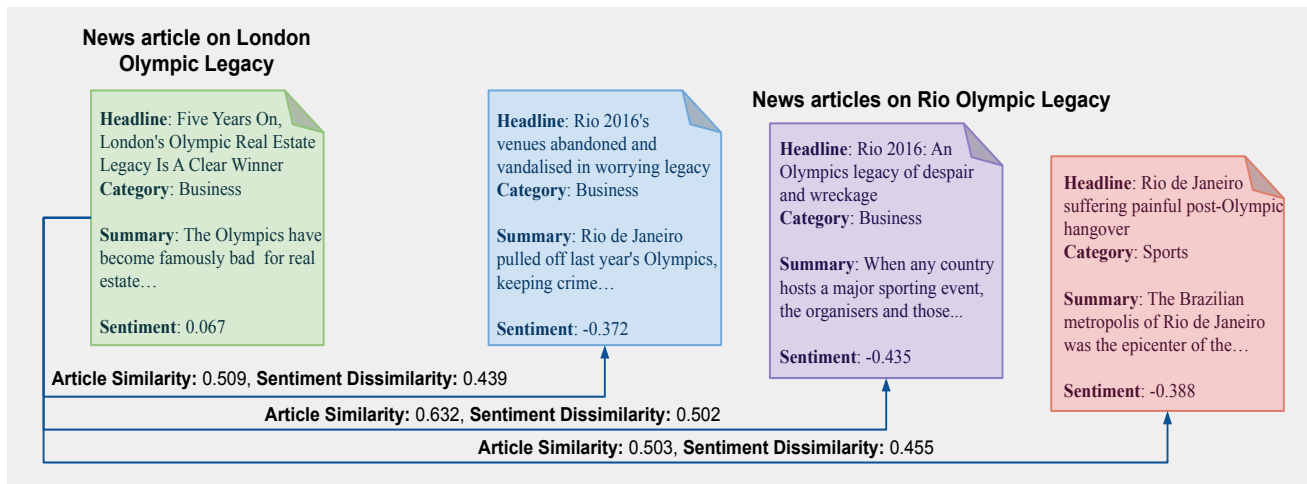 News article on London
Olympic Legacy
Headline: Five Years On,
London's Olympic Real Estate
Legacy Is A Clear Winner
Category: Business
Summary: The Olympics have
become famously bad for real
estate…
Sentiment: 0.067
Headline: Rio 2016's
venues abandoned and
vandalised in worrying legacy
Category: Business
Summary: Rio de Janeiro
pulled off last year's Olympics,
keeping crime…
Sentiment: -0.372
News articles on Rio Olympic Legacy
Headline: Rio 2016: An
Olympics legacy of despair
and wreckage
Category: Business
Summary: When any country
hosts a major sporting event,
the organisers and those...
Sentiment: -0.435
Headline: Rio de Janeiro
suffering painful post-Olympic
hangover
Category: Sports
Summary: The Brazilian
metropolis of Rio de Janeiro
was the epicenter of the…
Sentiment: -0.388
Article Similarity: 0.509, Sentiment Dissimilarity: 0.439
Article Similarity: 0.632, Sentiment Dissimilarity: 0.502
Article Similarity: 0.503, Sentiment Dissimilarity: 0.455